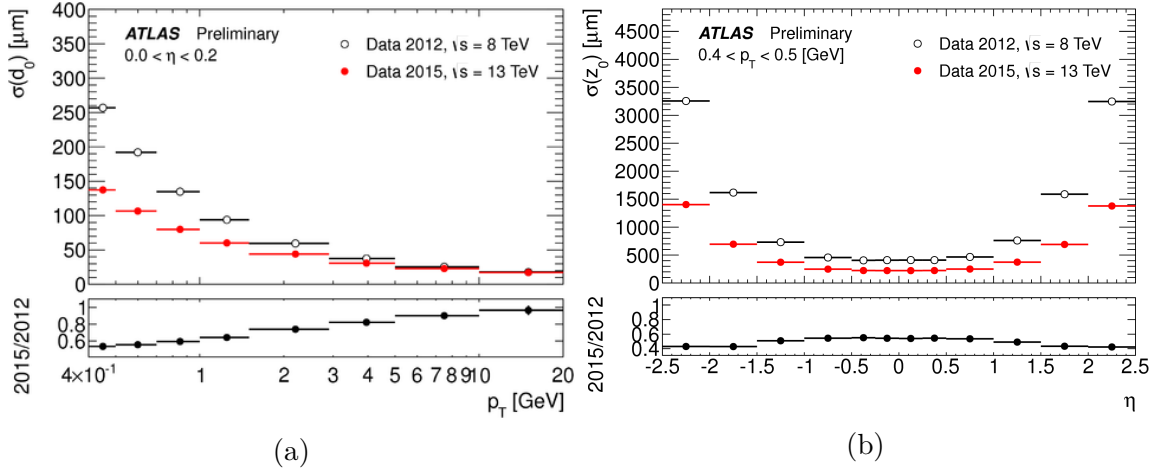 σ(d₀) [μm]
400
350
300
250
200
150
100
50
0
ATLAS Preliminary
0.0 < η < 0.2
Data 2012, √s = 8 TeV
Data 2015, √s = 13 TeV
2015/2012
1
0.8
0.6
4×10⁻¹ 1 2 3 4 5 6 7 8 9 10 20
p_T [GeV]
(a)
σ(z₀) [μm]
4500
4000
3500
3000
2500
2000
1500
1000
500
0
ATLAS Preliminary
0.4 < p_T < 0.5 [GeV]
Data 2012, √s = 8 TeV
Data 2015, √s = 13 TeV
2015/2012
1
0.8
0.6
0.4
-2.5 -2 -1.5 -1 -0.5 0 0.5 1 1.5 2 2.5
η
(b)